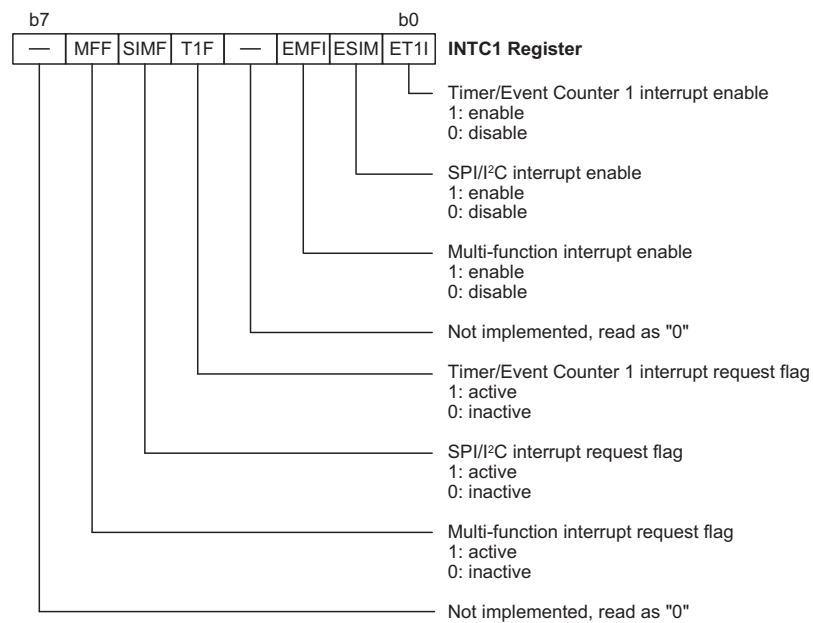 b7 b0
— MFF SIMF T1F — EMFI ESIM ET1I INTC1 Register
Timer/Event Counter 1 interrupt enable
1: enable
0: disable
SPI/I²C interrupt enable
1: enable
0: disable
Multi-function interrupt enable
1: enable
0: disable
Not implemented, read as "0"
Timer/Event Counter 1 interrupt request flag
1: active
0: inactive
SPI/I²C interrupt request flag
1: active
0: inactive
Multi-function interrupt request flag
1: active
0: inactive
Not implemented, read as "0"